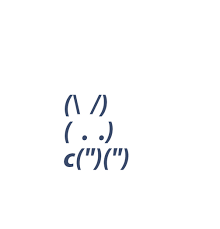 (\ /)
( . .)
c(")(")